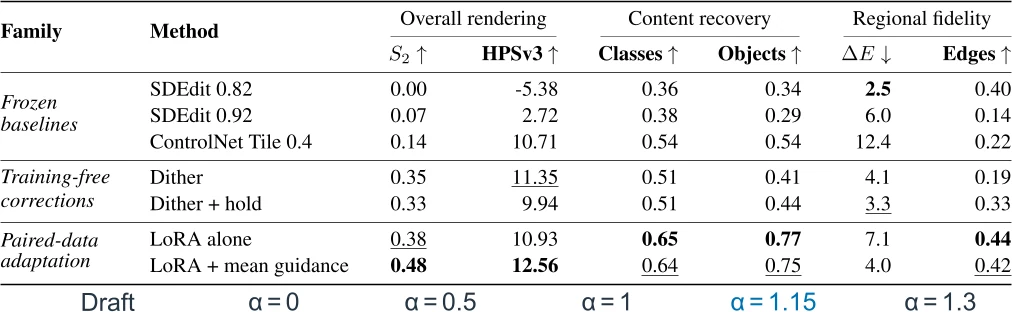 Family Method Overall rendering Content recovery Regional fidelity
S₂ ↑ HPSv3 ↑ Classes ↑ Objects ↑ ΔE ↓ Edges ↑
Frozen baselines
SDEdit 0.82 0.00 -5.38 0.36 0.34 2.5 0.40
SDEdit 0.92 0.07 2.72 0.38 0.29 6.0 0.14
ControlNet Tile 0.4 0.14 10.71 0.54 0.54 12.4 0.22
Training-free corrections
Dither 0.35 11.35 0.51 0.41 4.1 0.19
Dither + hold 0.33 9.94 0.51 0.44 3.3 0.33
Paired-data adaptation
LoRA alone 0.38 10.93 0.65 0.77 7.1 0.44
LoRA + mean guidance 0.48 12.56 0.64 0.75 4.0 0.42
Draft α = 0 α = 0.5 α = 1 α = 1.15 α = 1.3